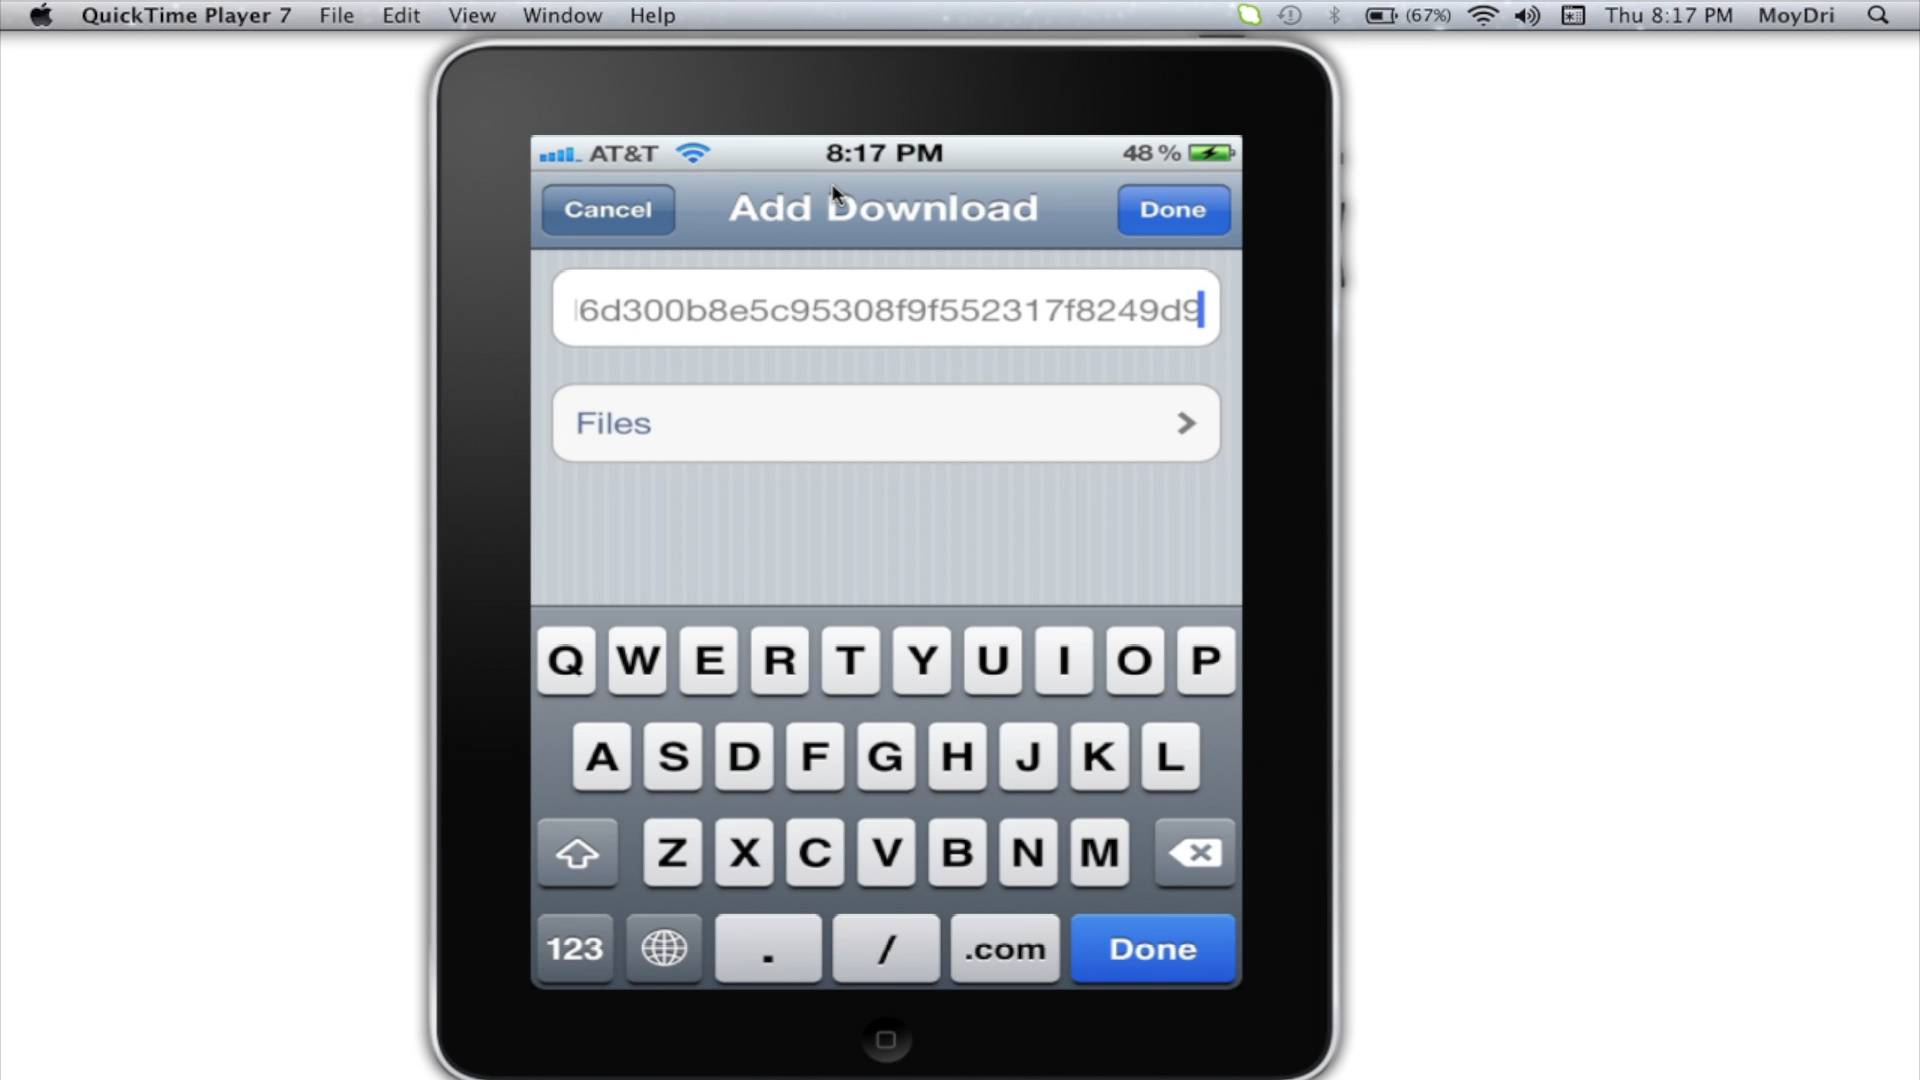 QuickTime Player 7 File Edit View Window Help (67%) Thu 8:17 PM MoyDri
AT&T 8:17 PM 48 %
Cancel Add Download Done
6d300b8e5c95308f9f552317f8249d9
Files
Q W E R T Y U I O P
A S D F G H J K L
Z X C V B N M
123 . / .com Done